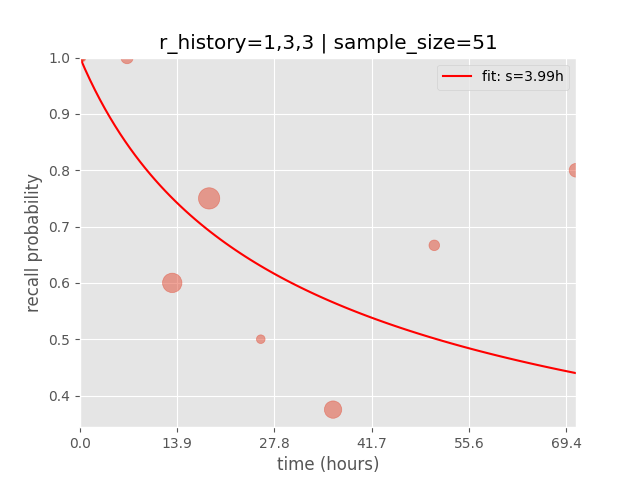 r_history=1,3,3 | sample_size=51
fit: s=3.99h
recall probability
1.0
0.9
0.8
0.7
0.6
0.5
0.4
0.0 13.9 27.8 41.7 55.6 69.4
time (hours)